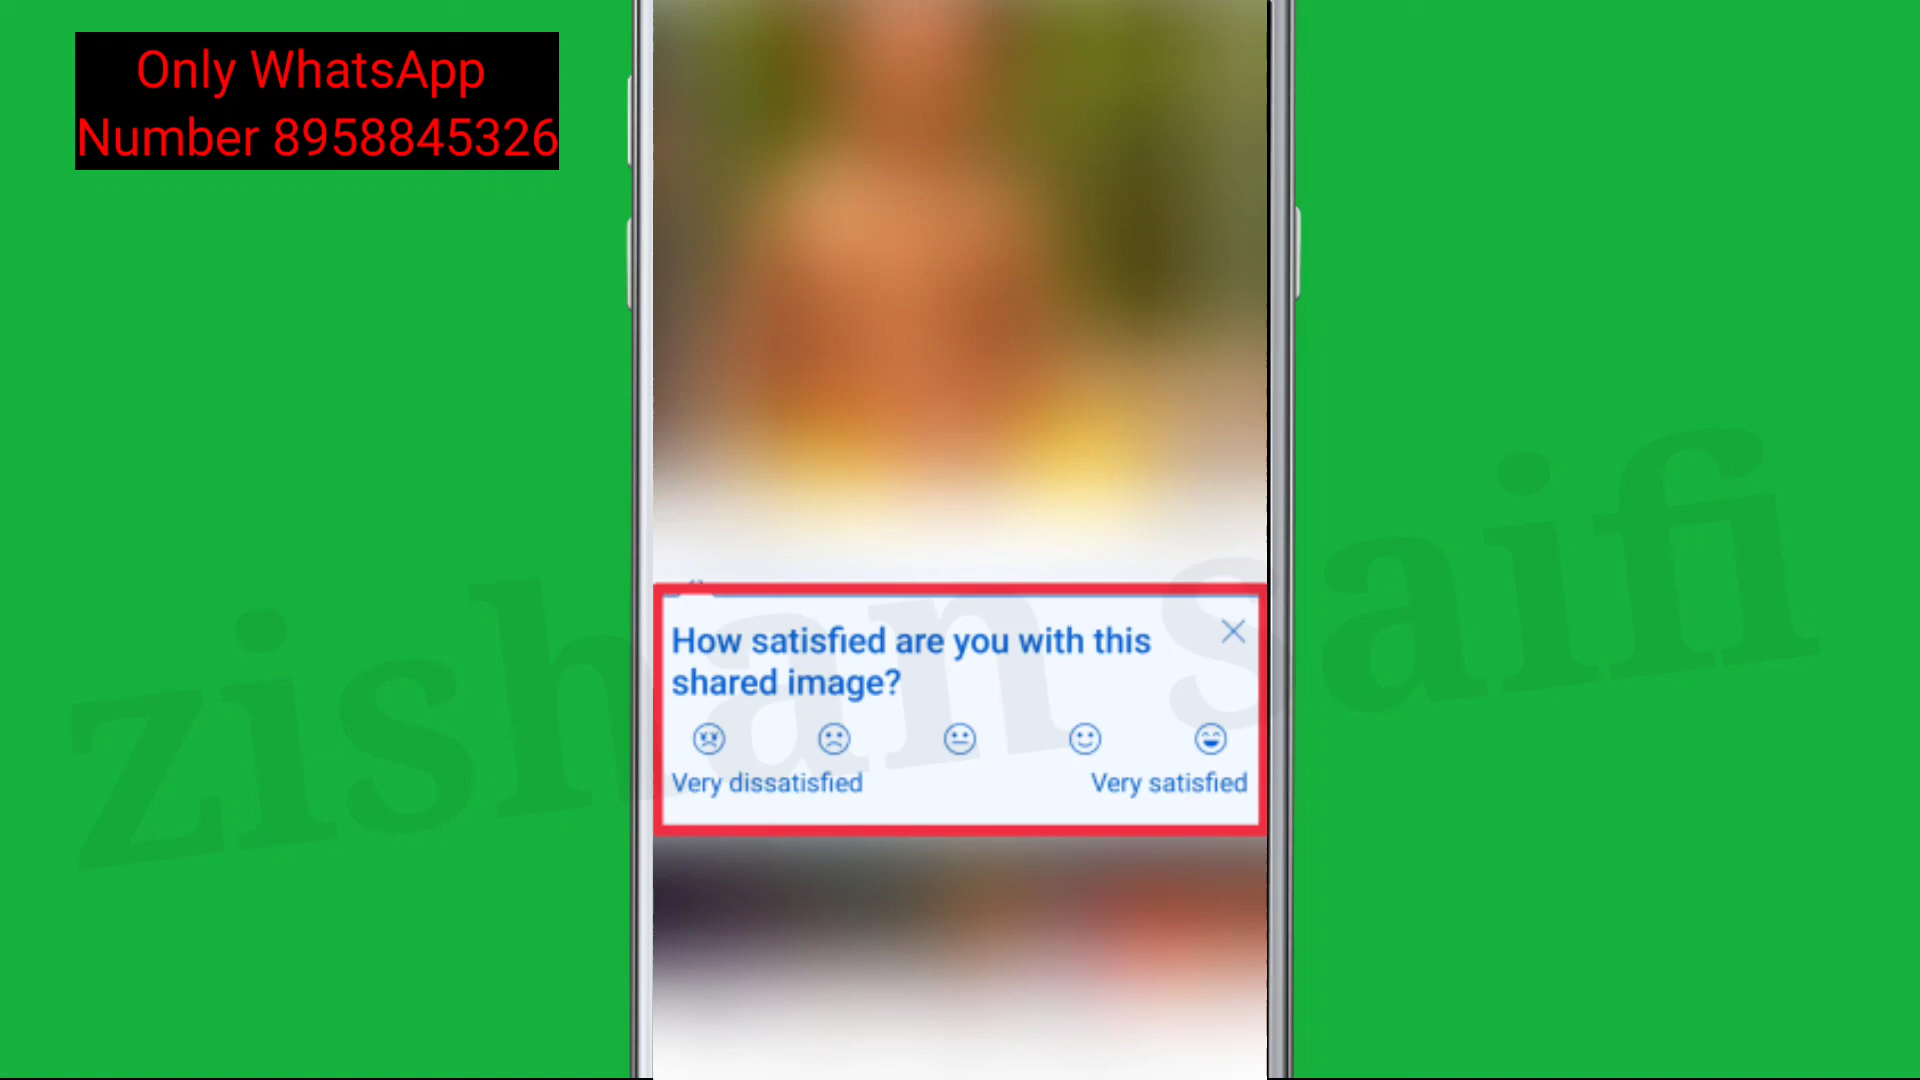 Only WhatsApp
Number 8958845326
How satisfied are you with this
shared image?
Very dissatisfied
Very satisfied
zishan saifi